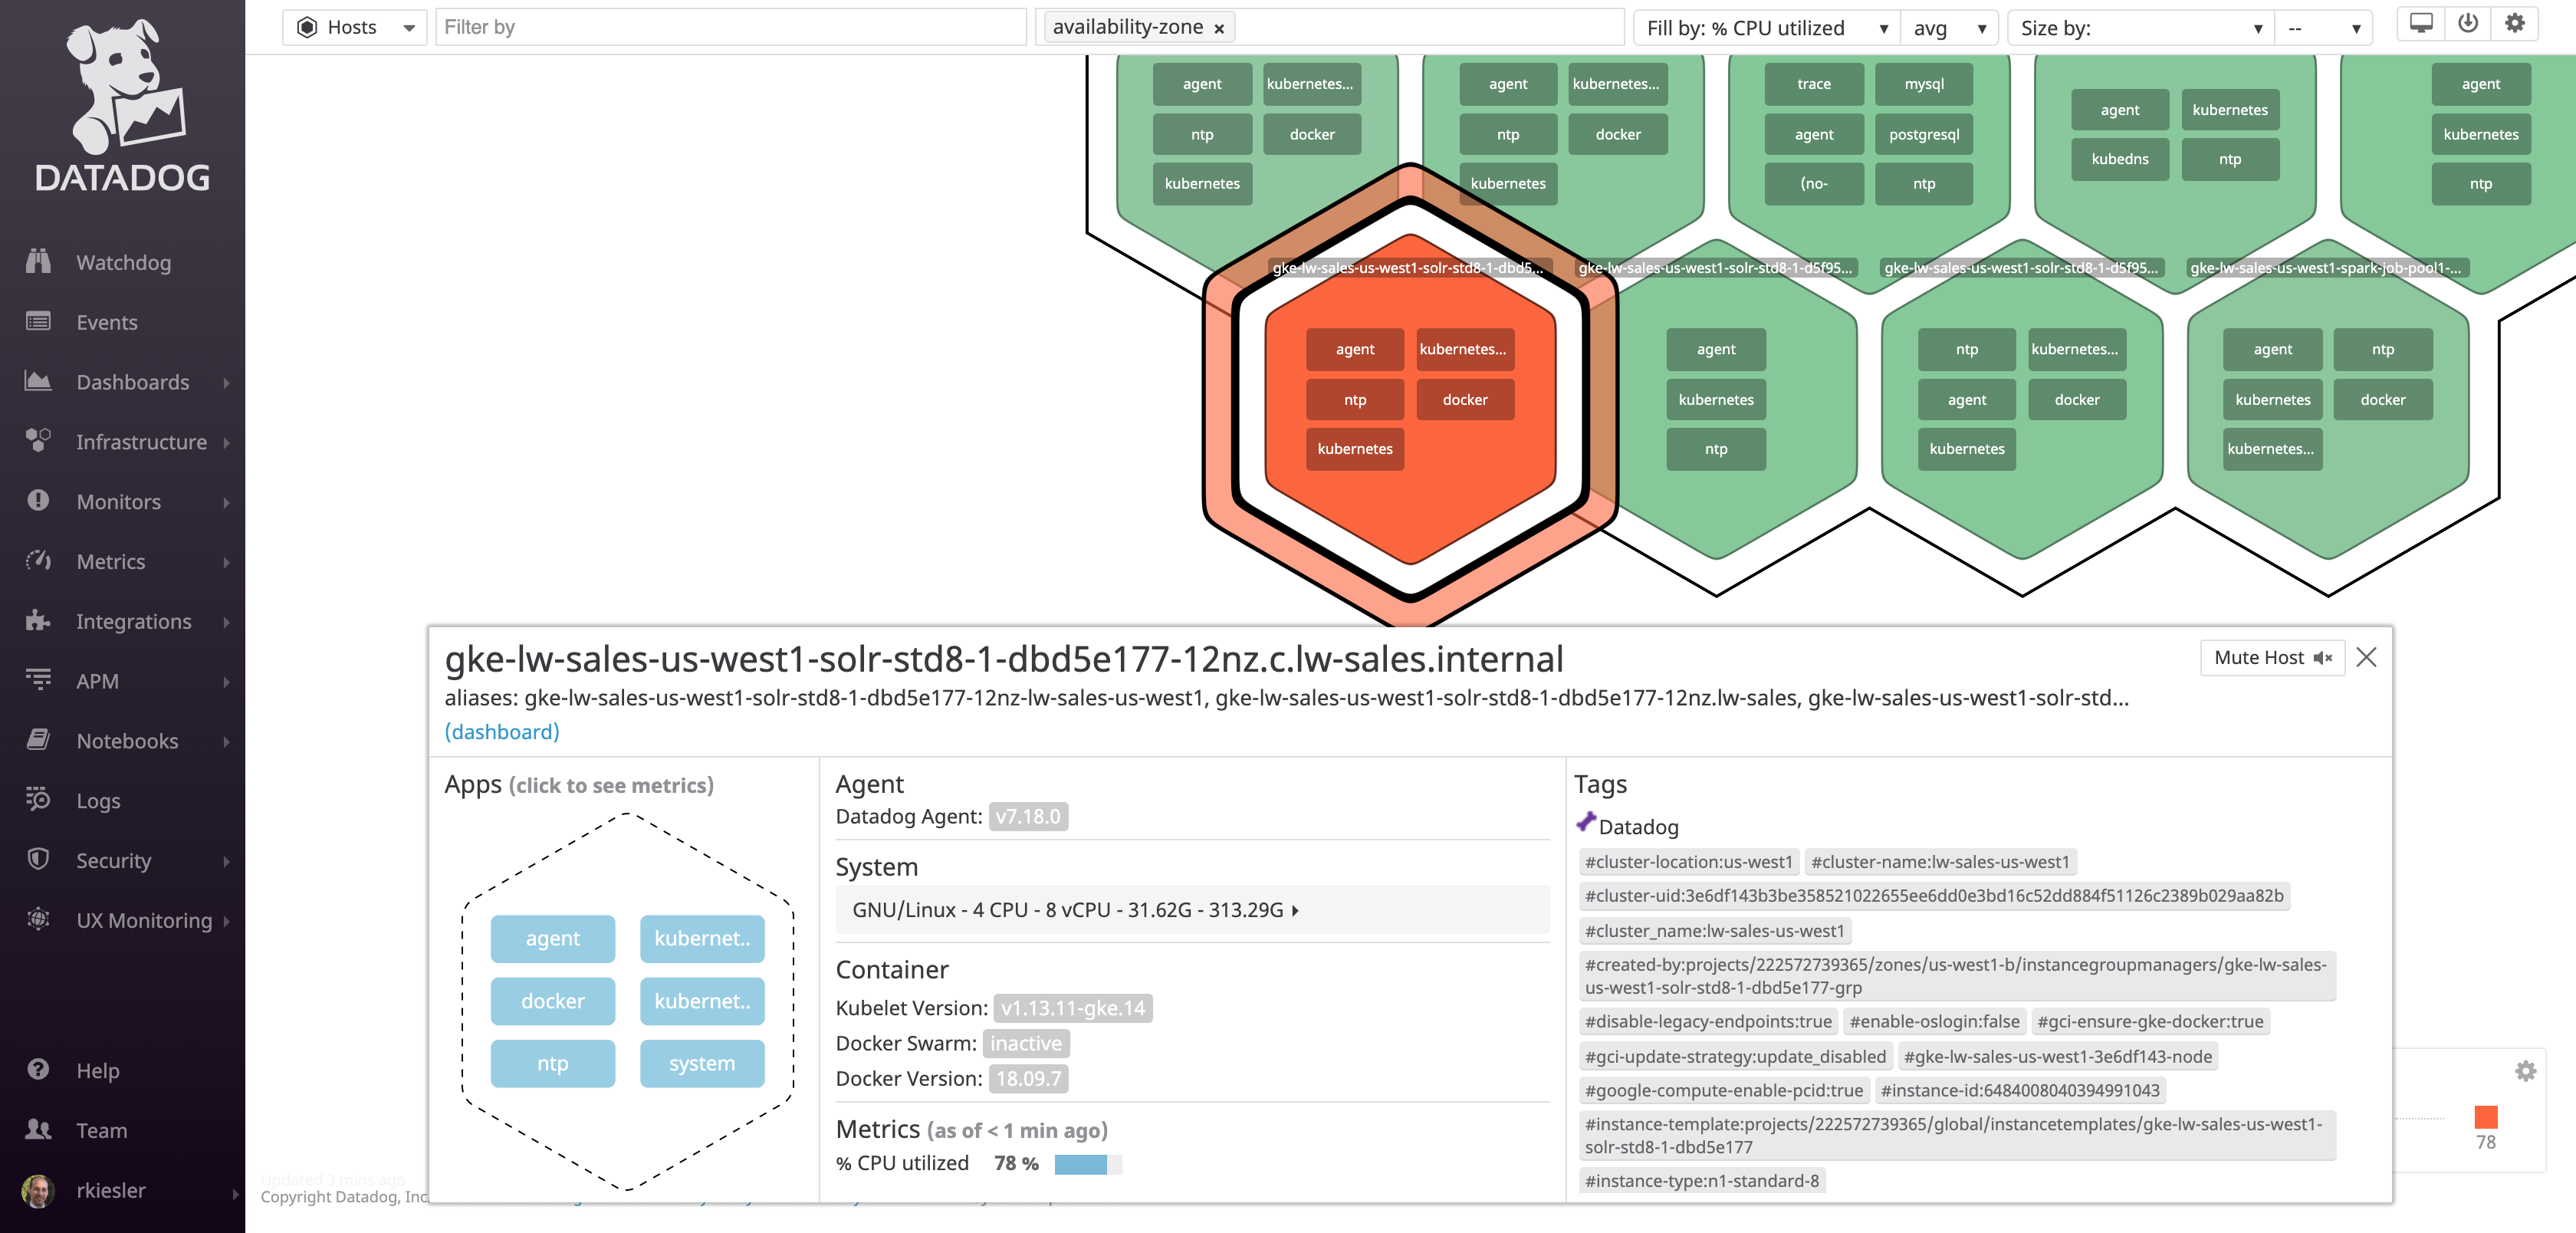 DATADOG
Watchdog
Events
Dashboards
Infrastructure
Monitors
Metrics
Integrations
APM
Notebooks
Logs
Security
UX Monitoring
Help
Team
rkiesler
Hosts
Filter by
availability-zone ×
Fill by: % CPU utilized
avg
Size by:
--
agent kubernetes...
ntp docker
kubernetes
agent kubernetes...
ntp docker
kubernetes
trace mysql
agent postgresql
(no- ntp
agent kubernetes
kubedns ntp
agent
kubernetes
ntp
gke-lw-sales-us-west1-solr-std8-1-dbd5...
agent kubernetes...
ntp docker
kubernetes
gke-lw-sales-us-west1-solr-std8-1-d5f95...
agent
kubernetes
ntp
gke-lw-sales-us-west1-solr-std8-1-d5f95...
ntp kubernetes...
agent docker
kubernetes
gke-lw-sales-us-west1-spark-job-pool1-...
agent ntp
kubernetes docker
kubernetes...
gke-lw-sales-us-west1-solr-std8-1-dbd5e177-12nz.c.lw-sales.internal
Mute Host
aliases: gke-lw-sales-us-west1-solr-std8-1-dbd5e177-12nz-lw-sales-us-west1, gke-lw-sales-us-west1-solr-std8-1-dbd5e177-12nz.lw-sales, gke-lw-sales-us-west1-solr-std...
(dashboard)
Apps (click to see metrics)
agent kubernet..
docker kubernet..
ntp system
Agent
Datadog Agent: v7.18.0
System
GNU/Linux - 4 CPU - 8 vCPU - 31.62G - 313.29G
Container
Kubelet Version: v1.13.11-gke.14
Docker Swarm: inactive
Docker Version: 18.09.7
Metrics (as of < 1 min ago)
% CPU utilized 78 %
Tags
Datadog
#cluster-location:us-west1 #cluster-name:lw-sales-us-west1
#cluster-uid:3e6df143b3be358521022655ee6dd0e3bd16c52dd884f51126c2389b029aa82b
#cluster_name:lw-sales-us-west1
#created-by:projects/222572739365/zones/us-west1-b/instancegroupmanagers/gke-lw-sales-
us-west1-solr-std8-1-dbd5e177-grp
#disable-legacy-endpoints:true #enable-oslogin:false #gci-ensure-gke-docker:true
#gci-update-strategy:update_disabled #gke-lw-sales-us-west1-3e6df143-node
#google-compute-enable-pcid:true #instance-id:6484008040394991043
#instance-template:projects/222572739365/global/instancetemplates/gke-lw-sales-us-west1-
solr-std8-1-dbd5e177
#instance-type:n1-standard-8
78
Updated 3 mins ago
Copyright Datadog, Inc